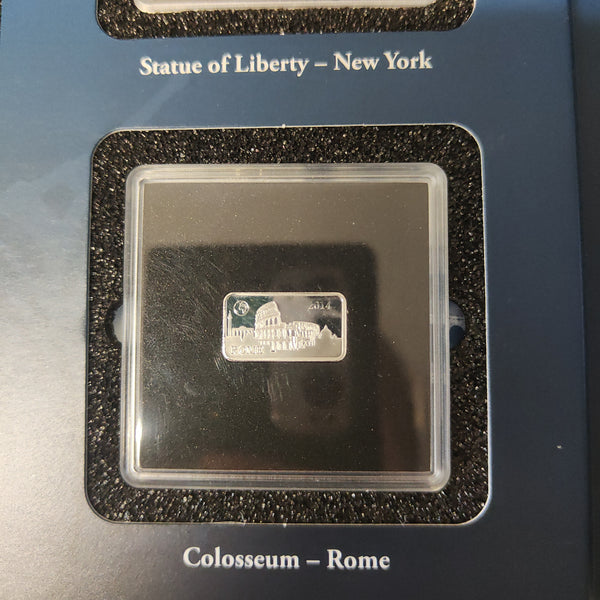 Statue of Liberty – New York
2014
Colosseum – Rome